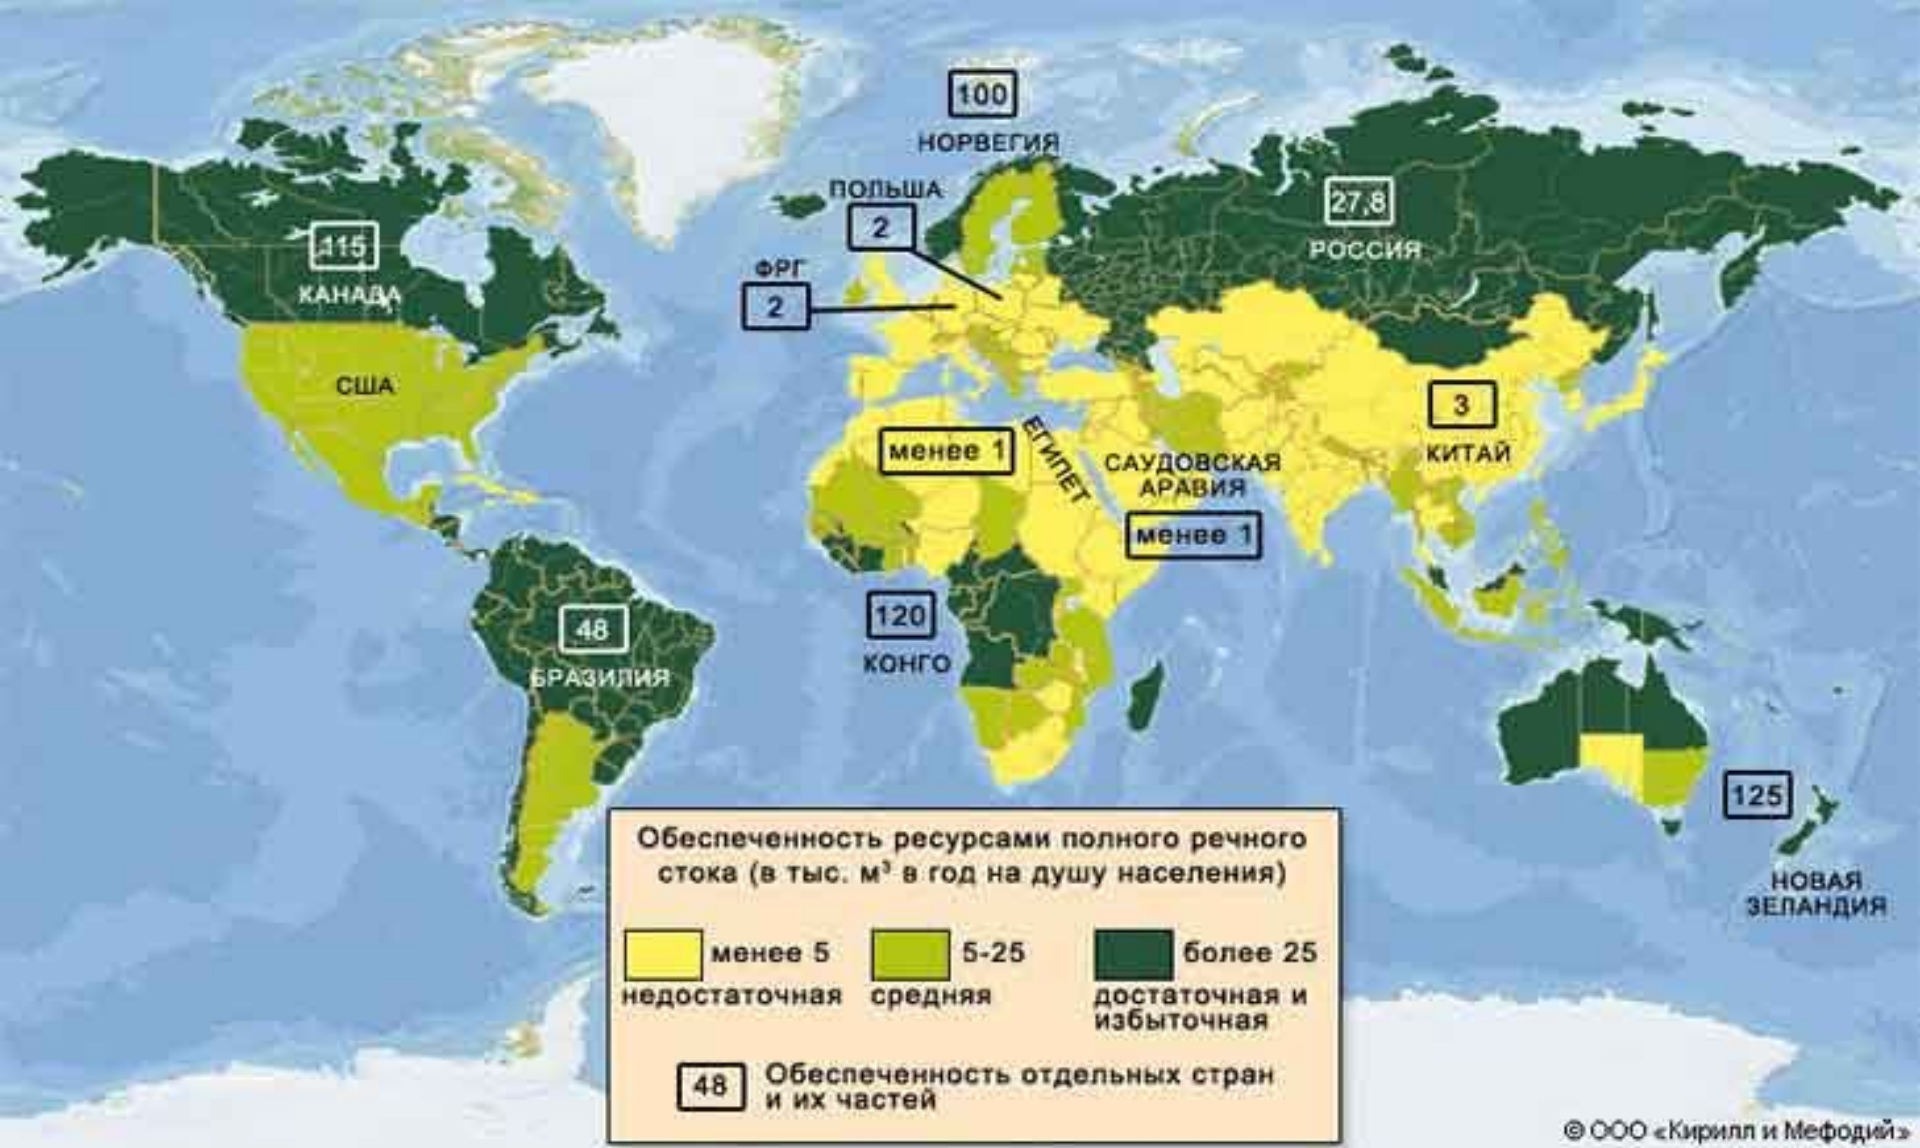 100
НОРВЕГИЯ
ПОЛЬША
2
27,8
РОССИЯ
115
КАНАДА
ФРГ
2
США
3
КИТАЙ
менее 1
ЕГИПЕТ
САУДОВСКАЯ
АРАВИЯ
менее 1
120
КОНГО
48
БРАЗИЛИЯ
125
НОВАЯ
ЗЕЛАНДИЯ
Обеспеченность ресурсами полного речного
стока (в тыс. м³ в год на душу населения)
менее 5
недостаточная
5-25
средняя
более 25
достаточная и
избыточная
48
Обеспеченность отдельных стран
и их частей
© ООО «Кирилл и Мефодий»